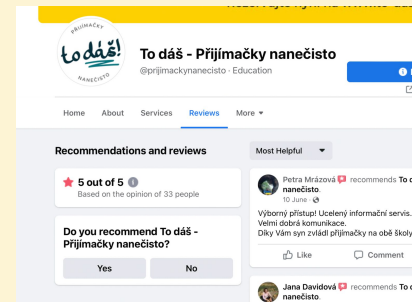 PŘIJÍMAČKY
to dáš!
NANEČISTO
To dáš - Přijímačky nanečisto
@prijimackynanecisto · Education
Home About Services Reviews More
Recommendations and reviews
Most Helpful
5 out of 5
Based on the opinion of 33 people
Do you recommend To dáš -
Přijímačky nanečisto?
Yes No
Petra Mrázová recommends To d
nanečisto.
10 June ·
Výborný přístup! Ucelený informační servis.
Velmi dobrá komunikace.
Díky Vám syn zvládl přijímačky na obě školy
Like Comment
Jana Davidová recommends To d
nanečisto.